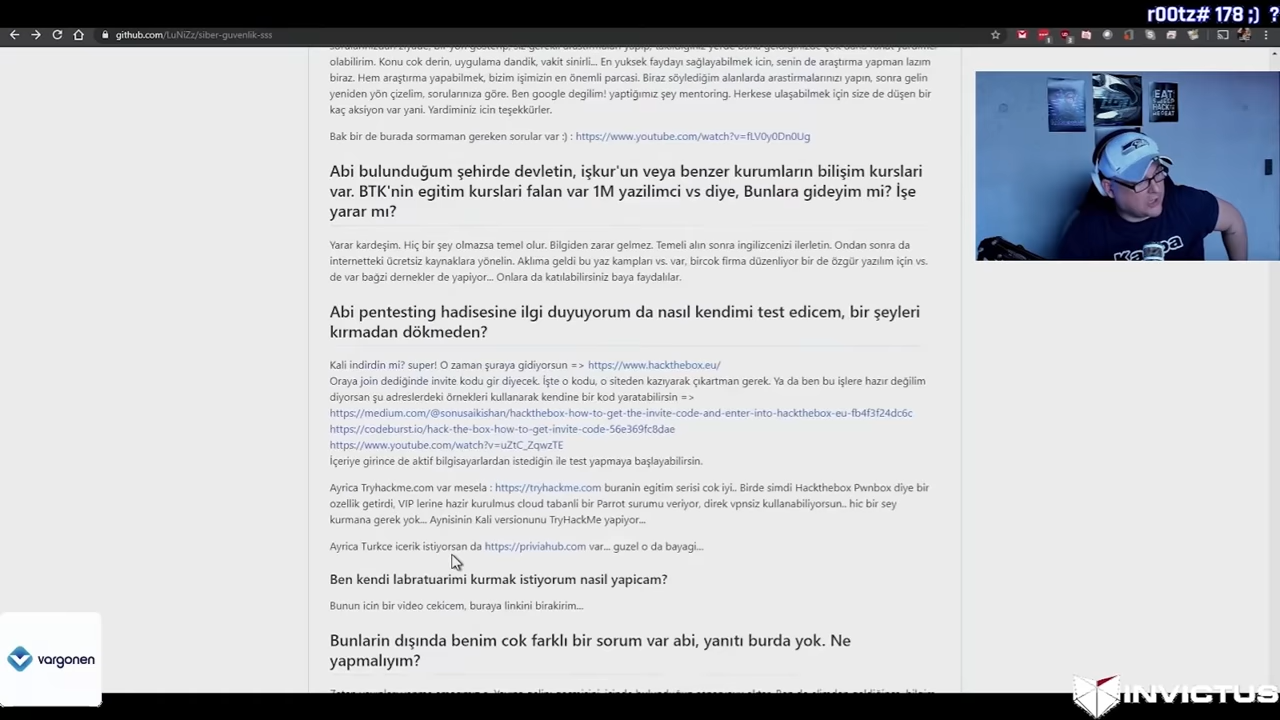 r00tz# 178 ;) ?
github.com/LuNiZz/siber-guvenlik-sss
olabilirim. Konu cok derin, uygulama dandik, vakit sinirli... En yuksek faydayı sağlayabilmek icin, senin de araştırma yapman lazım
biraz. Hem araştırma yapabilmek, bizim işimizin en önemli parcasi. Biraz söylediğim alanlarda arastirmalarınızı yapın, sonra gelin
yeniden yön çizelim, sorularınıza göre. Ben google degilim! yaptığımız şey mentoring. Herkese ulaşabilmek için size de düşen bir
kaç aksiyon var yani. Yardiminiz icin teşekkürler.
Bak bir de burada sormaman gereken sorular var :) : https://www.youtube.com/watch?v=fLV0y0Dn0Ug
Abi bulunduğum şehirde devletin, işkur'un veya benzer kurumların bilişim kurslari
var. BTK'nin egitim kurslari falan var 1M yazilimci vs diye, Bunlara gideyim mi? İşe
yarar mı?
Yarar kardeşim. Hiç bir şey olmazsa temel olur. Bilgiden zarar gelmez. Temeli alın sonra ingilizcenizi ilerletin. Ondan sonra da
internetteki ücretsiz kaynaklara yönelin. Aklıma geldi bu yaz kampları vs. var, bircok firma düzenliyor bir de özgür yazılım için vs.
de var bağzi dernekler de yapıyor... Onlara da katılabilirsiniz baya faydalılar.
Abi pentesting hadisesine ilgi duyuyorum da nasıl kendimi test edicem, bir şeyleri
kırmadan dökmeden?
Kali indirdin mi? super! O zaman şuraya gidiyorsun => https://www.hackthebox.eu/
Oraya join dediğinde invite kodu gir diyecek. İşte o kodu, o siteden kazıyarak çıkartman gerek. Ya da ben bu işlere hazır değilim
diyorsan şu adreslerdeki örnekleri kullanarak kendine bir kod yaratabilirsin =>
https://medium.com/@sonusaikishan/hackthebox-how-to-get-the-invite-code-and-enter-into-hackthebox-eu-fb4f3f24dc6c
https://codeburst.io/hack-the-box-how-to-get-invite-code-56e369fc8dae
https://www.youtube.com/watch?v=uZtC_ZqwzTE
İçeriye girince de aktif bilgisayarlardan istediğin ile test yapmaya başlayabilirsin.
Ayrica Tryhackme.com var mesela : https://tryhackme.com buranin egitim serisi cok iyi.. Birde simdi Hackthebox Pwnbox diye bir
ozellik getirdi, VIP lerine hazir kurulmus cloud tabanli bir Parrot surumu veriyor, direk vpnsiz kullanabiliyorsun.. hic bir sey
kurmana gerek yok... Aynisinin Kali versionunu TryHackMe yapiyor...
Ayrica Turkce icerik istiyorsan da https://priviahub.com var... guzel o da bayagi...
Ben kendi labratuarimi kurmak istiyorum nasil yapicam?
Bunun icin bir video cekicem, buraya linkini birakirim...
Bunlarin dışında benim cok farklı bir sorum var abi, yanıtı burda yok. Ne
yapmalıyım?
EAT
vargonen
INVICTUS